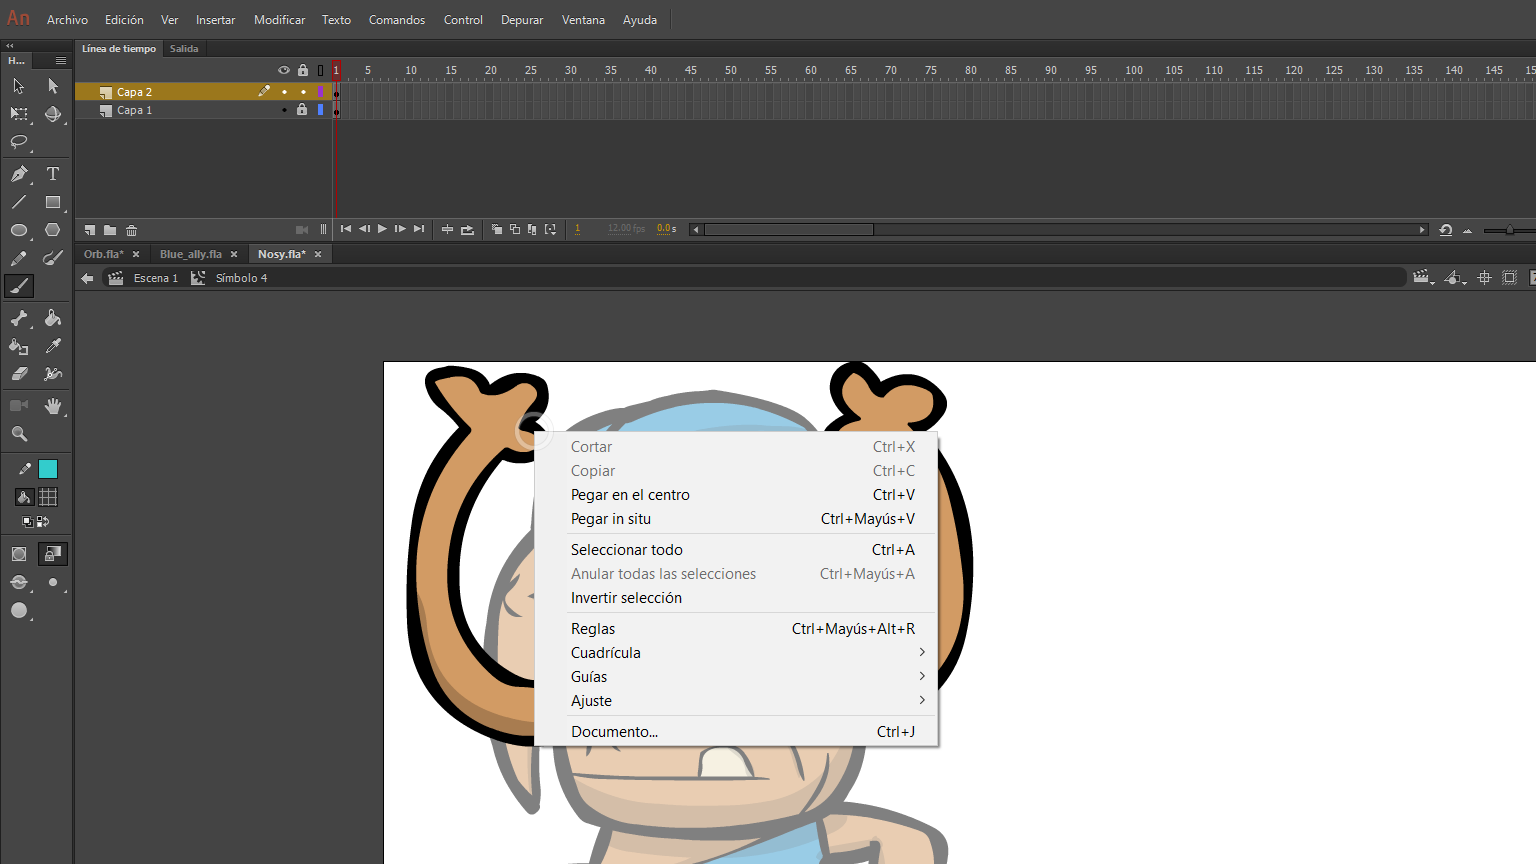 An Archivo Edición Ver Insertar Modificar Texto Comandos Control Depurar Ventana Ayuda
H... Línea de tiempo Salida
1 5 10 15 20 25 30 35 40 45 50 55 60 65 70 75 80 85 90 95 100 105 110 115 120 125 130 135 140 145
Capa 2
Capa 1
1 12.00 fps 0.0 s
Orb.fla* Blue_ally.fla Nosy.fla*
Escena 1 Símbolo 4
Cortar Ctrl+X
Copiar Ctrl+C
Pegar en el centro Ctrl+V
Pegar in situ Ctrl+Mayús+V
Seleccionar todo Ctrl+A
Anular todas las selecciones Ctrl+Mayús+A
Invertir selección
Reglas Ctrl+Mayús+Alt+R
Cuadrícula
Guías
Ajuste
Documento... Ctrl+J